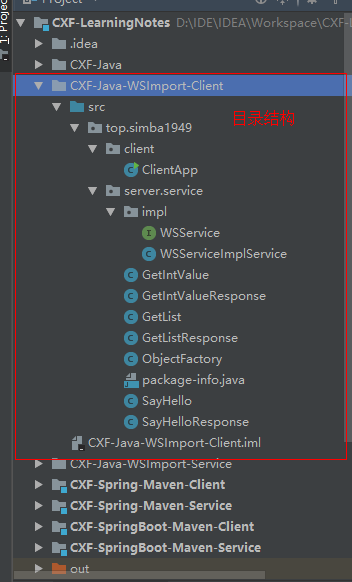 Project
1: Project
CXF-LearningNotes D:\IDE\IDEA\Workspace\CXF-
.idea
CXF-Java
CXF-Java-WSImport-Client
src
目录结构
top.simba1949
client
ClientApp
server.service
impl
WSService
WSServiceImplService
GetIntValue
GetIntValueResponse
GetList
GetListResponse
ObjectFactory
package-info.java
SayHello
SayHelloResponse
CXF-Java-WSImport-Client.iml
CXF-Java-WSImport-Service
CXF-Spring-Maven-Client
CXF-Spring-Maven-Service
CXF-SpringBoot-Maven-Client
CXF-SpringBoot-Maven-Service
out